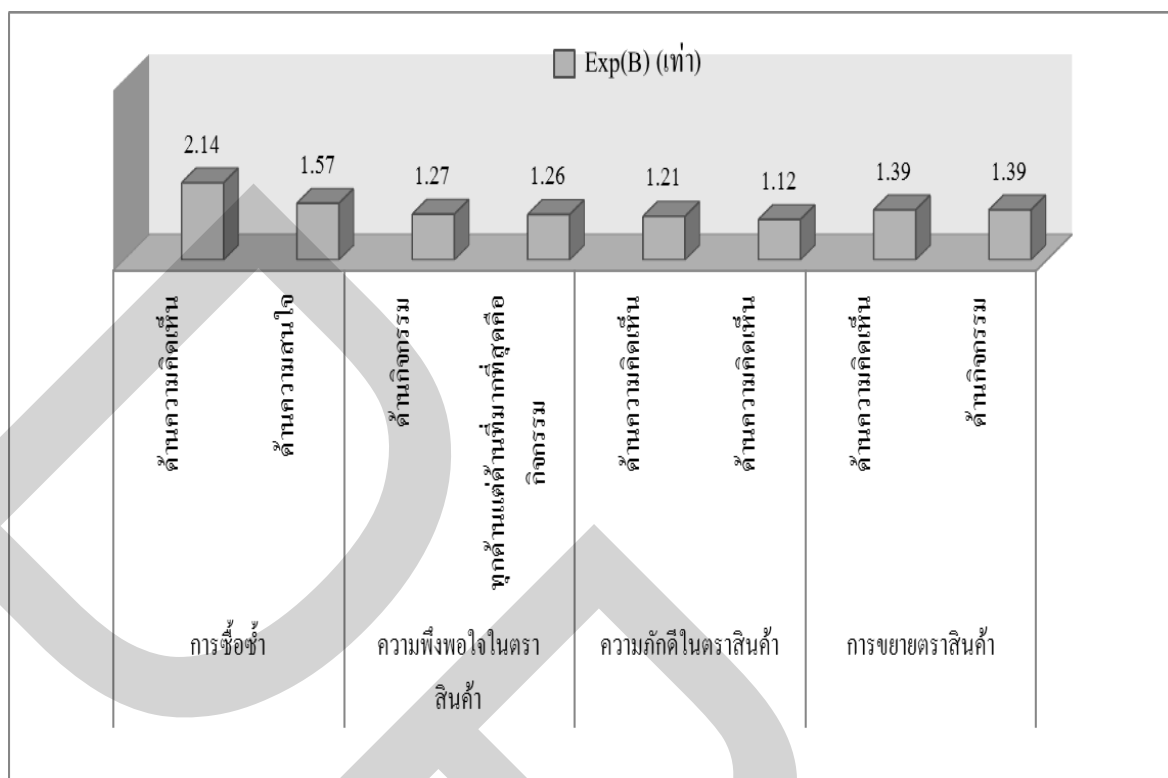 Exp(B) (เท่า)
2.14
1.57
1.27
1.26
1.21
1.12
1.39
1.39
ด้านความคิดเห็น
ด้านความสนใจ
ด้านกิจกรรม
ทุกด้านแต่ด้านที่มากที่สุดคือ
กิจกรรม
ด้านความคิดเห็น
ด้านความคิดเห็น
ด้านความคิดเห็น
ด้านกิจกรรม
การซื้อซ้ำ
ความพึงพอใจในตรา
สินค้า
ความภักดีในตราสินค้า
การขยายตราสินค้า